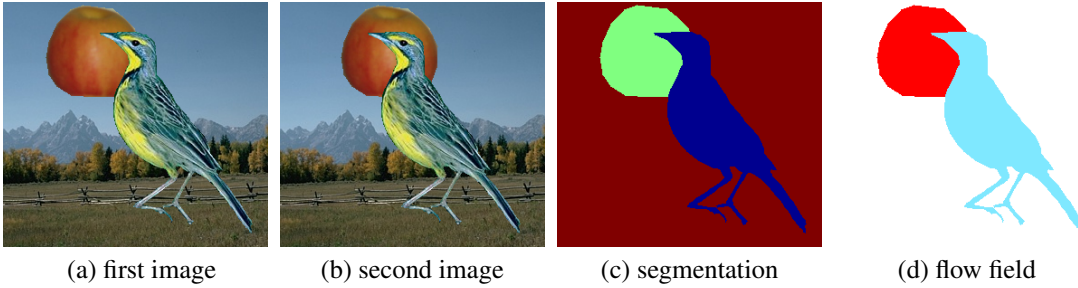 (a) first image (b) second image (c) segmentation (d) flow field